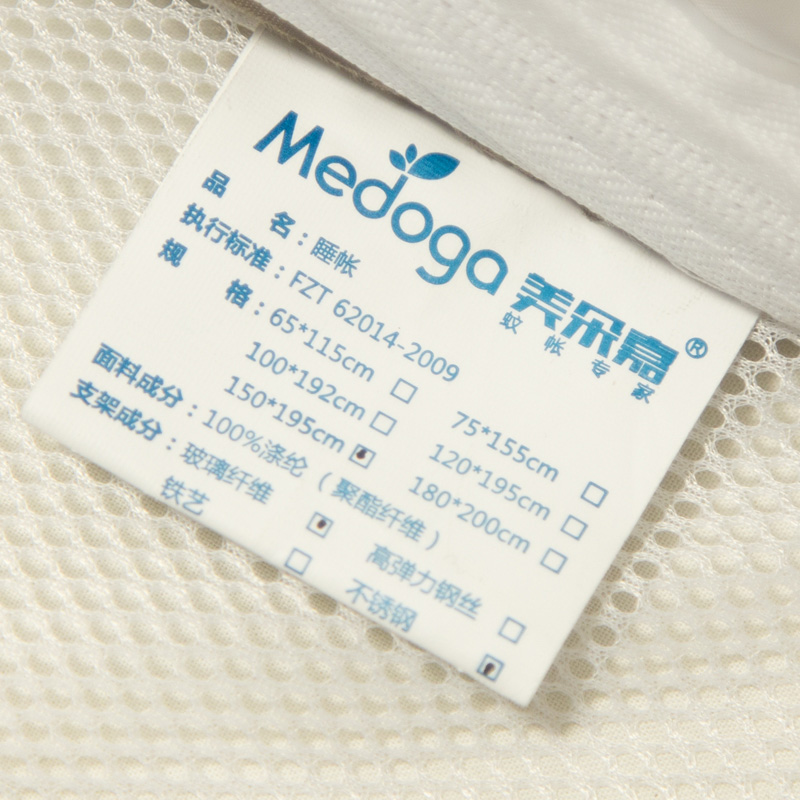 Medoga 美朵嘉®
蚊帐专家
品 名：睡帐
执行标准：FZT 62014-2009
规 格：65*115cm □ 75*155cm □
100*192cm □ 120*195cm □
150*195cm ☑ 180*200cm □
面料成分：100%涤纶（聚酯纤维）
支架成分：玻璃纤维 ☑ 高弹力钢丝 □
铁艺 □ 不锈钢 ☑